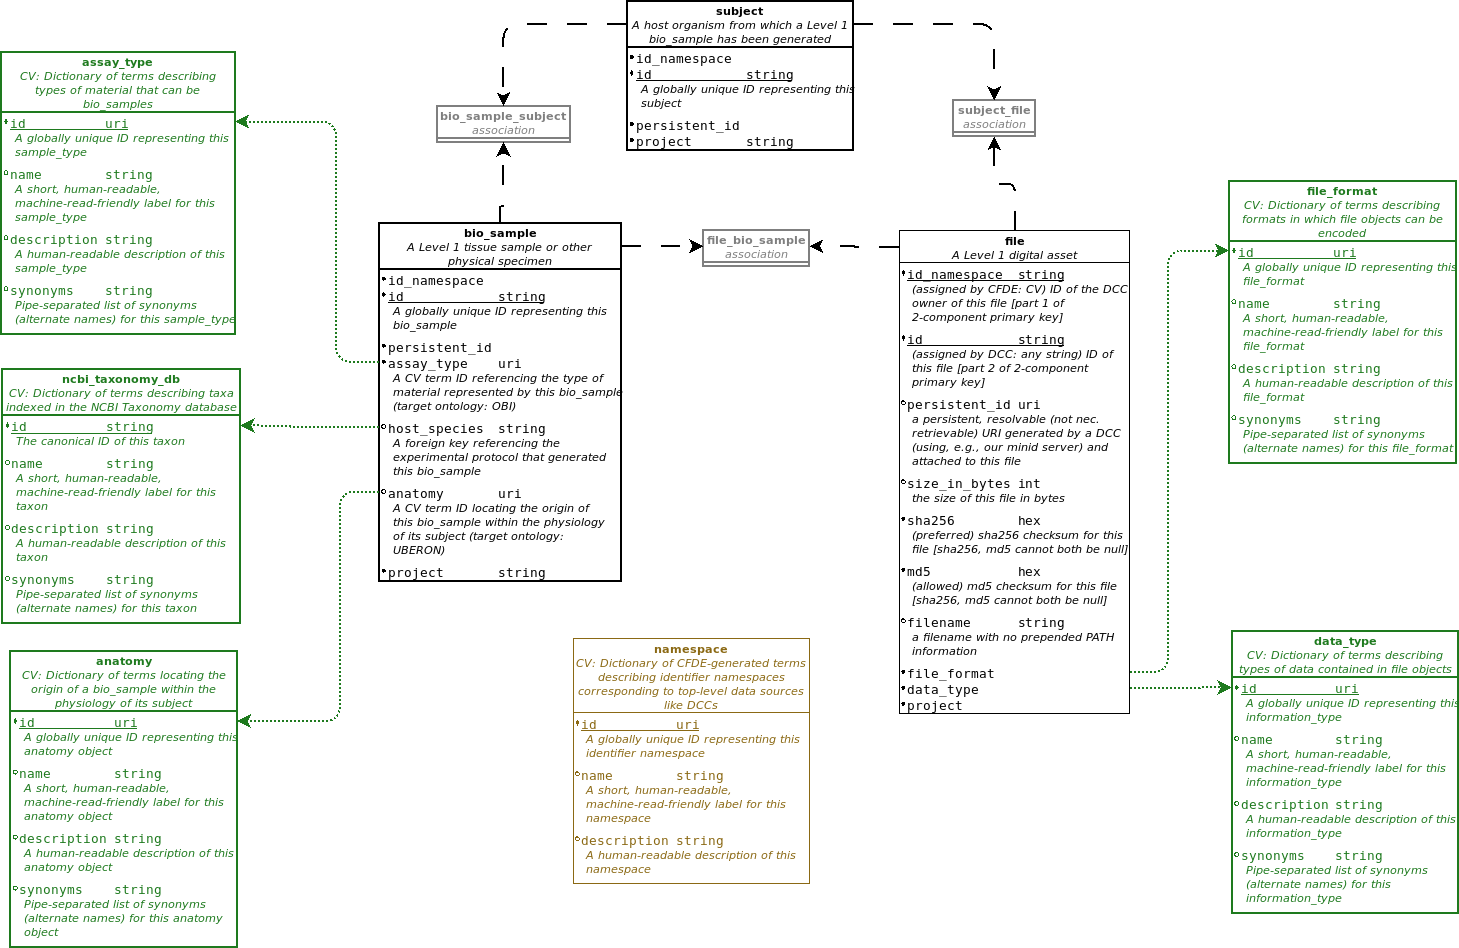 subject
A host organism from which a Level 1
bio_sample has been generated
id_namespace
id string
A globally unique ID representing this
subject
persistent_id
project string
assay_type
CV: Dictionary of terms describing
types of material that can be
bio_samples
id uri
A globally unique ID representing this
sample_type
name string
A short, human-readable,
machine-read-friendly label for this
sample_type
description string
A human-readable description of this
sample_type
synonyms string
Pipe-separated list of synonyms
(alternate names) for this sample_type
bio_sample_subject
association
subject_file
association
file_format
CV: Dictionary of terms describing
formats in which file objects can be
encoded
id uri
A globally unique ID representing this
file_format
name string
A short, human-readable,
machine-read-friendly label for this
file_format
description string
A human-readable description of this
file_format
synonyms string
Pipe-separated list of synonyms
(alternate names) for this file_format
bio_sample
A Level 1 tissue sample or other
physical specimen
id_namespace
id string
A globally unique ID representing this
bio_sample
persistent_id
assay_type uri
A CV term ID referencing the type of
material represented by this bio_sample
(target ontology: OBI)
host_species string
A foreign key referencing the
experimental protocol that generated
this bio_sample
anatomy uri
A CV term ID locating the origin of
this bio_sample within the physiology
of its subject (target ontology:
UBERON)
project string
file_bio_sample
association
file
A Level 1 digital asset
id_namespace string
(assigned by CFDE: CV) ID of the DCC
owner of this file [part 1 of
2-component primary key]
id string
(assigned by DCC: any string) ID of
this file [part 2 of 2-component
primary key]
persistent_id uri
a persistent, resolvable (not nec.
retrievable) URI generated by a DCC
(using, e.g., our minid server) and
attached to this file
size_in_bytes int
the size of this file in bytes
sha256 hex
(preferred) sha256 checksum for this
file [sha256, md5 cannot both be null]
md5 hex
(allowed) md5 checksum for this file
[sha256, md5 cannot both be null]
filename string
a filename with no prepended PATH
information
file_format
data_type
project
ncbi_taxonomy_db
CV: Dictionary of terms describing taxa
indexed in the NCBI Taxonomy database
id string
The canonical ID of this taxon
name string
A short, human-readable,
machine-read-friendly label for this
taxon
description string
A human-readable description of this
taxon
synonyms string
Pipe-separated list of synonyms
(alternate names) for this taxon
anatomy
CV: Dictionary of terms locating the
origin of a bio_sample within the
physiology of its subject
id uri
A globally unique ID representing this
anatomy object
name string
A short, human-readable,
machine-read-friendly label for this
anatomy object
description string
A human-readable description of this
anatomy object
synonyms string
Pipe-separated list of synonyms
(alternate names) for this anatomy
object
namespace
CV: Dictionary of CFDE-generated terms
describing identifier namespaces
corresponding to top-level data sources
like DCCs
id uri
A globally unique ID representing this
identifier namespace
name string
A short, human-readable,
machine-read-friendly label for this
namespace
description string
A human-readable description of this
namespace
data_type
CV: Dictionary of terms describing
types of data contained in file objects
id uri
A globally unique ID representing this
information_type
name string
A short, human-readable,
machine-read-friendly label for this
information_type
description string
A human-readable description of this
information_type
synonyms string
Pipe-separated list of synonyms
(alternate names) for this
information_type